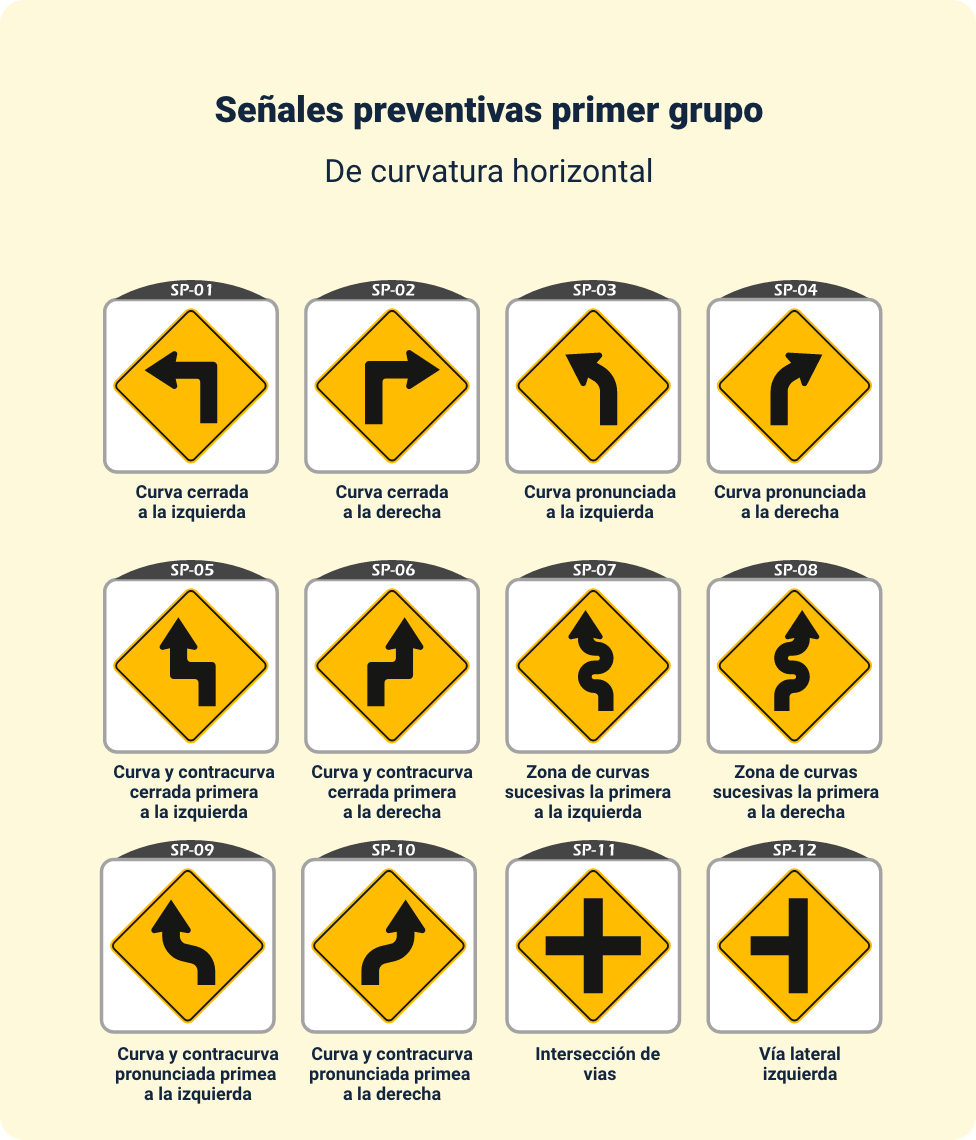 Señales preventivas primer grupo
De curvatura horizontal
SP-01
SP-02
SP-03
SP-04
Curva cerrada
a la izquierda
Curva cerrada
a la derecha
Curva pronunciada
a la izquierda
Curva pronunciada
a la derecha
SP-05
SP-06
SP-07
SP-08
Curva y contracurva
cerrada primera
a la izquierda
Curva y contracurva
cerrada primera
a la derecha
Zona de curvas
sucesivas la primera
a la izquierda
Zona de curvas
sucesivas la primera
a la derecha
SP-09
SP-10
SP-11
SP-12
Curva y contracurva
pronunciada primea
a la izquierda
Curva y contracurva
pronunciada primea
a la derecha
Intersección de
vias
Vía lateral
izquierda